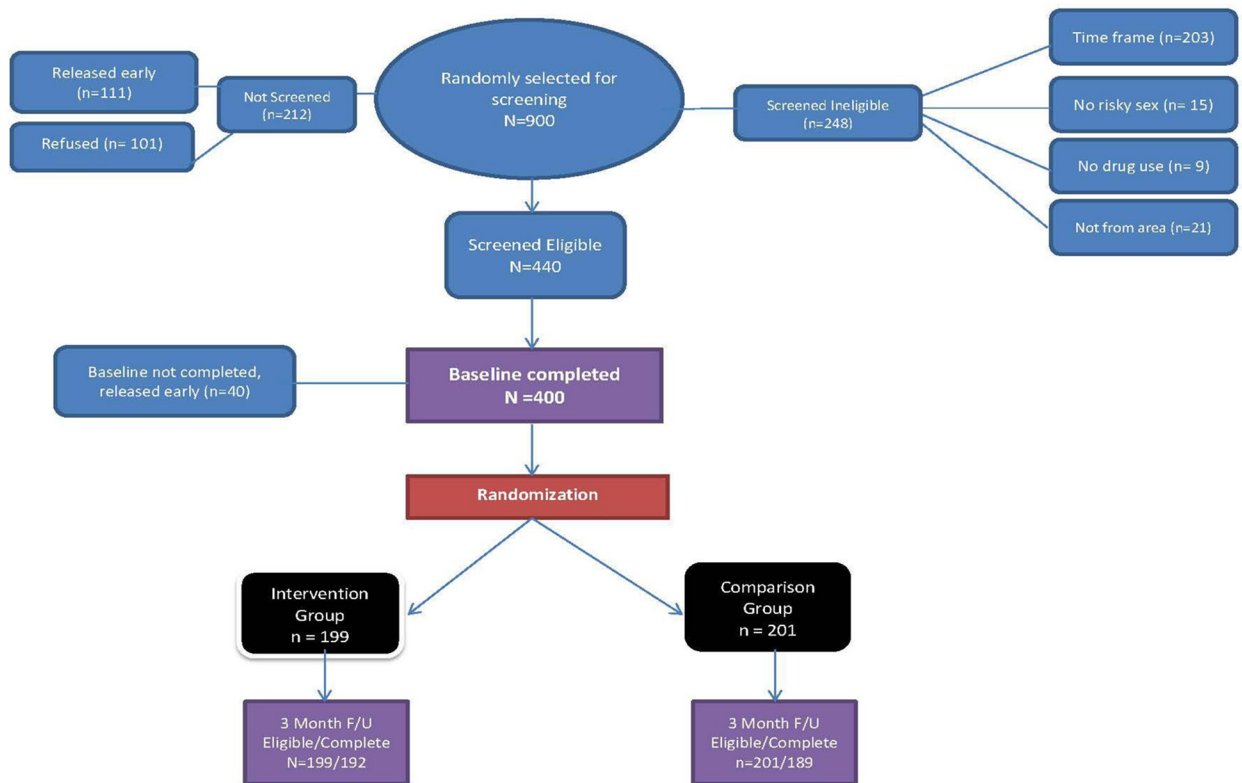 Randomly selected for
screening
N=900
Released early
(n=111)
Refused (n= 101)
Not Screened
(n=212)
Screened Ineligible
(n=248)
Time frame (n=203)
No risky sex (n= 15)
No drug use (n= 9)
Not from area (n=21)
Screened Eligible
N=440
Baseline not completed,
released early (n=40)
Baseline completed
N =400
Randomization
Intervention
Group
n = 199
Comparison
Group
n = 201
3 Month F/U
Eligible/Complete
N=199/192
3 Month F/U
Eligible/Complete
n=201/189